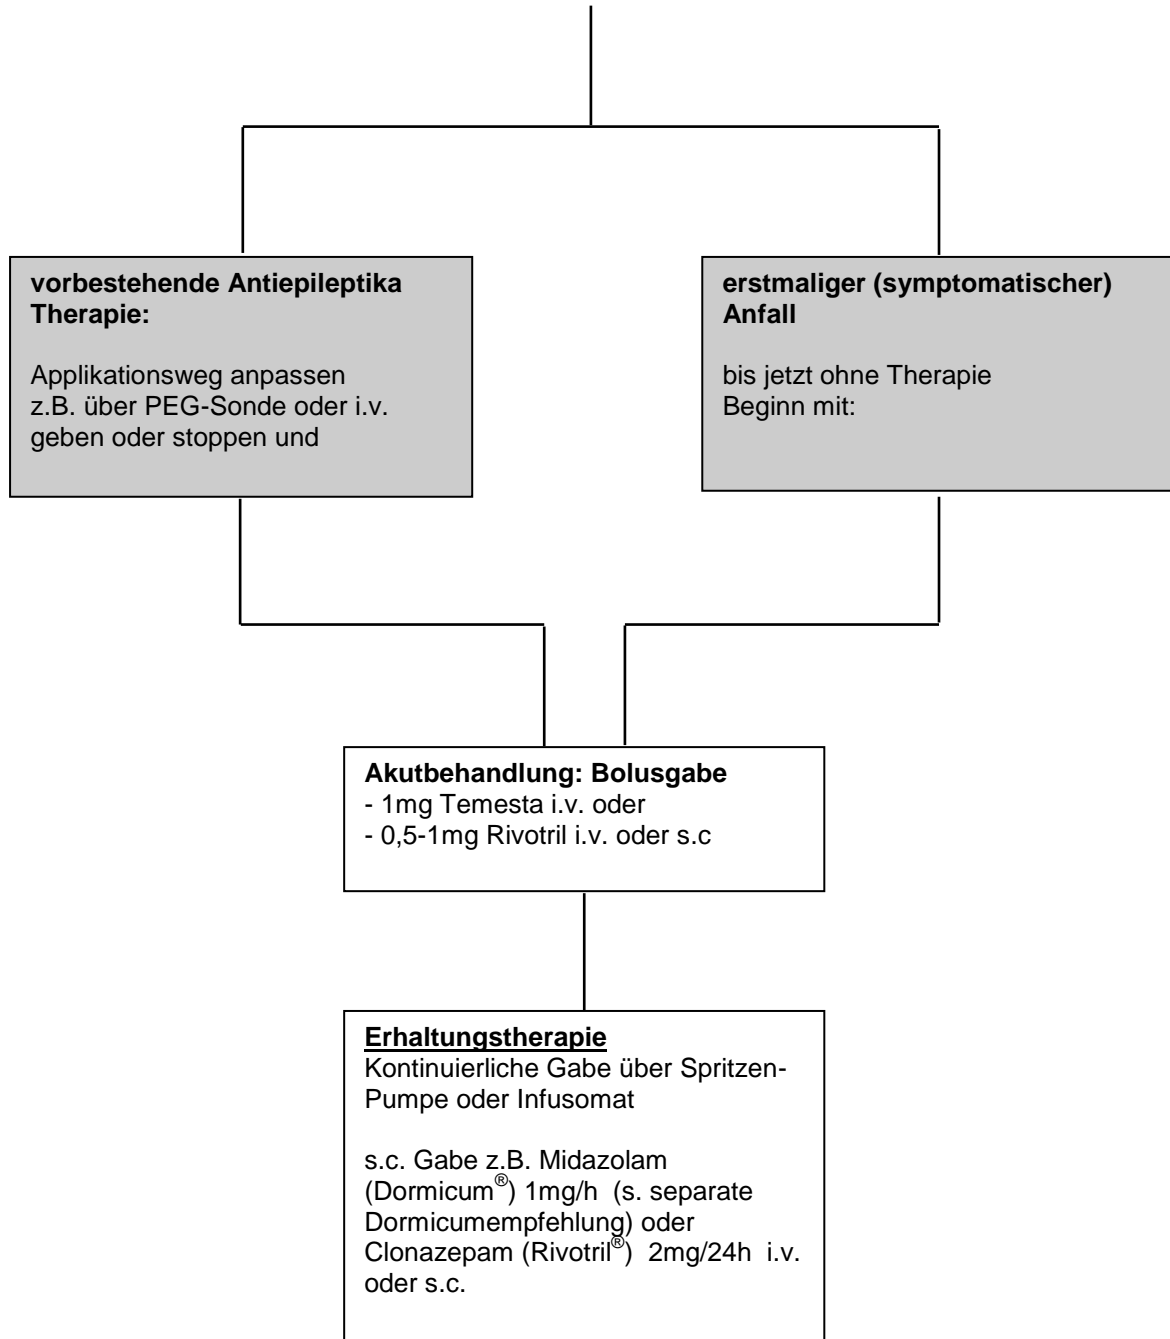 vorbestehende Antiepileptika
Therapie:
Applikationsweg anpassen
z.B. über PEG-Sonde oder i.v.
geben oder stoppen und
erstmaliger (symptomatischer)
Anfall
bis jetzt ohne Therapie
Beginn mit:
Akutbehandlung: Bolusgabe
- 1mg Temesta i.v. oder
- 0,5-1mg Rivotril i.v. oder s.c
Erhaltungstherapie
Kontinuierliche Gabe über Spritzen-
Pumpe oder Infusomat
s.c. Gabe z.B. Midazolam
(Dormicum®) 1mg/h (s. separate
Dormicumempfehlung) oder
Clonazepam (Rivotril®) 2mg/24h i.v.
oder s.c.